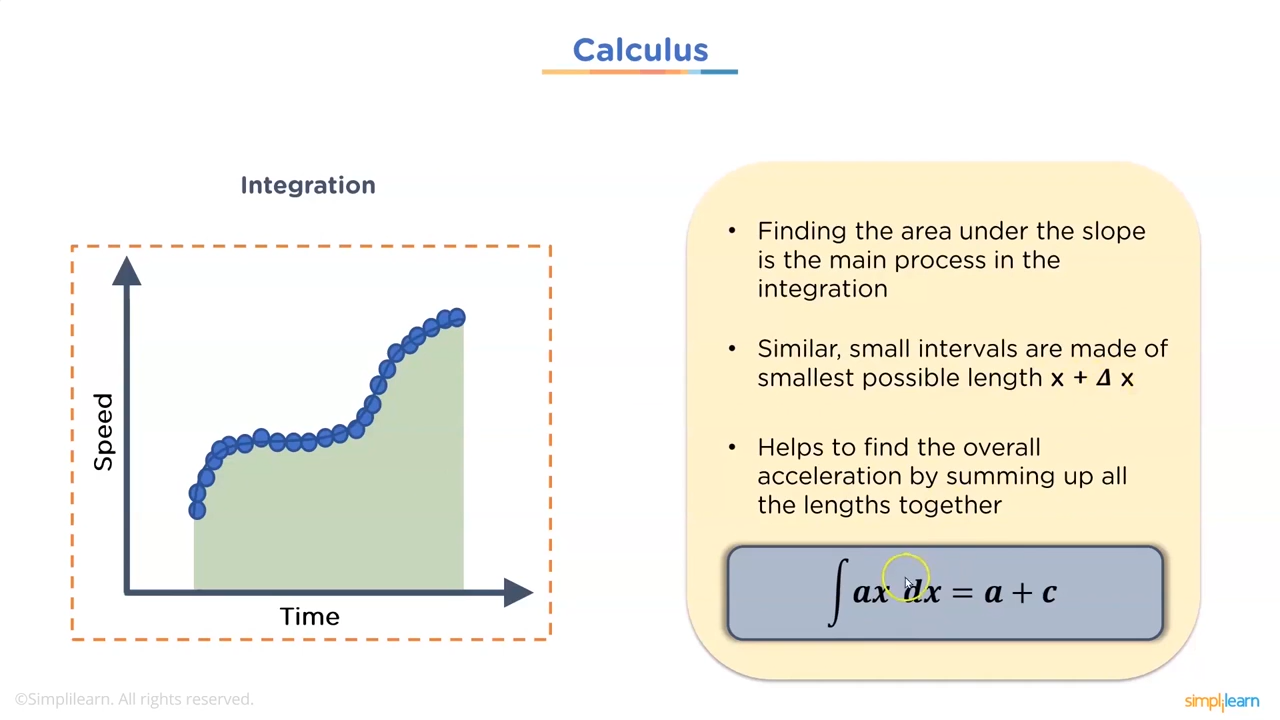 Calculus
Integration
Speed
Time
• Finding the area under the slope
is the main process in the
integration
• Similar, small intervals are made of
smallest possible length x + Δ x
• Helps to find the overall
acceleration by summing up all
the lengths together
∫ ax dx = a + c
©Simplilearn. All rights reserved.
simplilearn